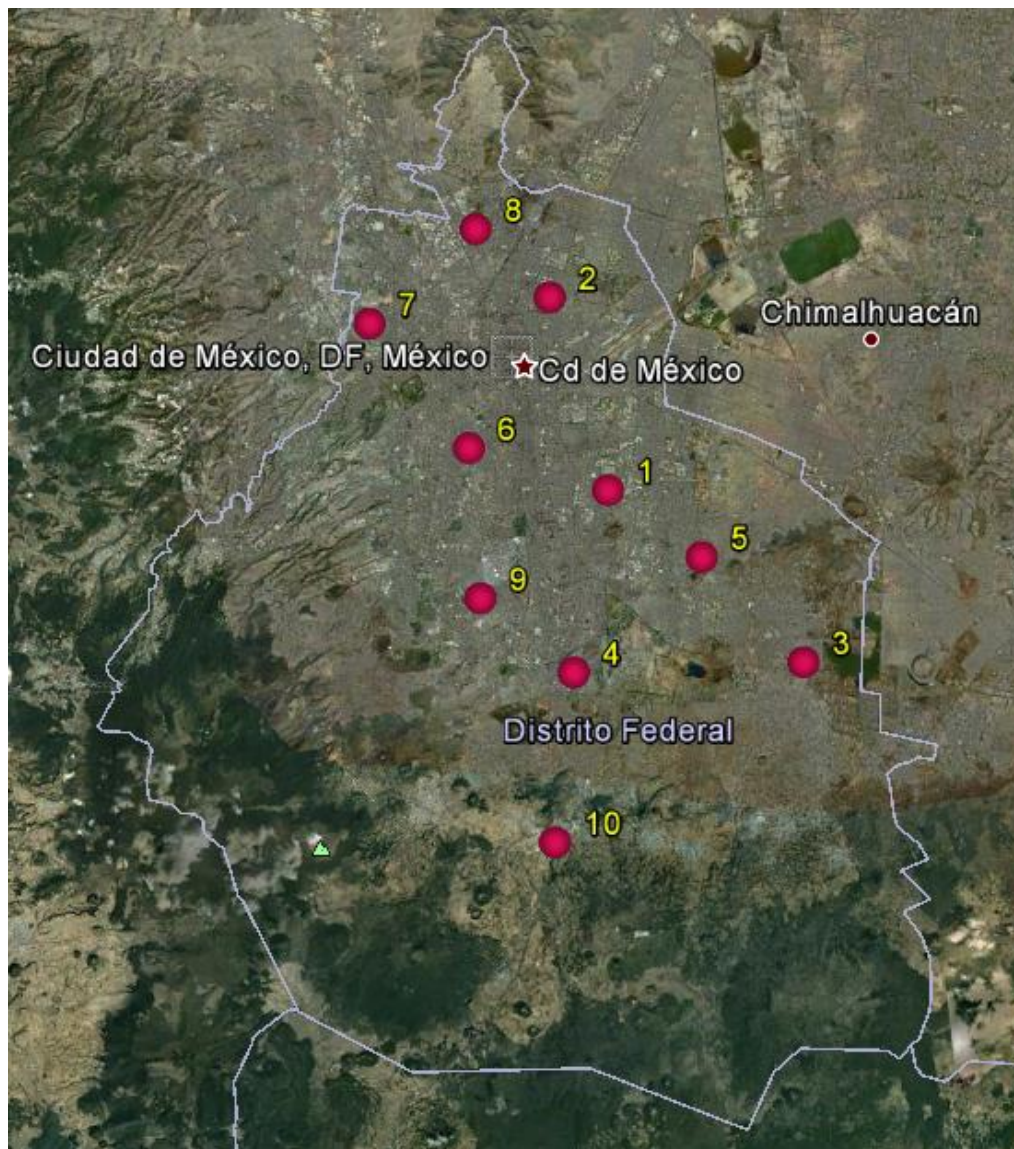 8
2
7
Chimalhuacán
Ciudad de México, DF, México
Cd de México
6
1
5
9
3
4
Distrito Federal
10